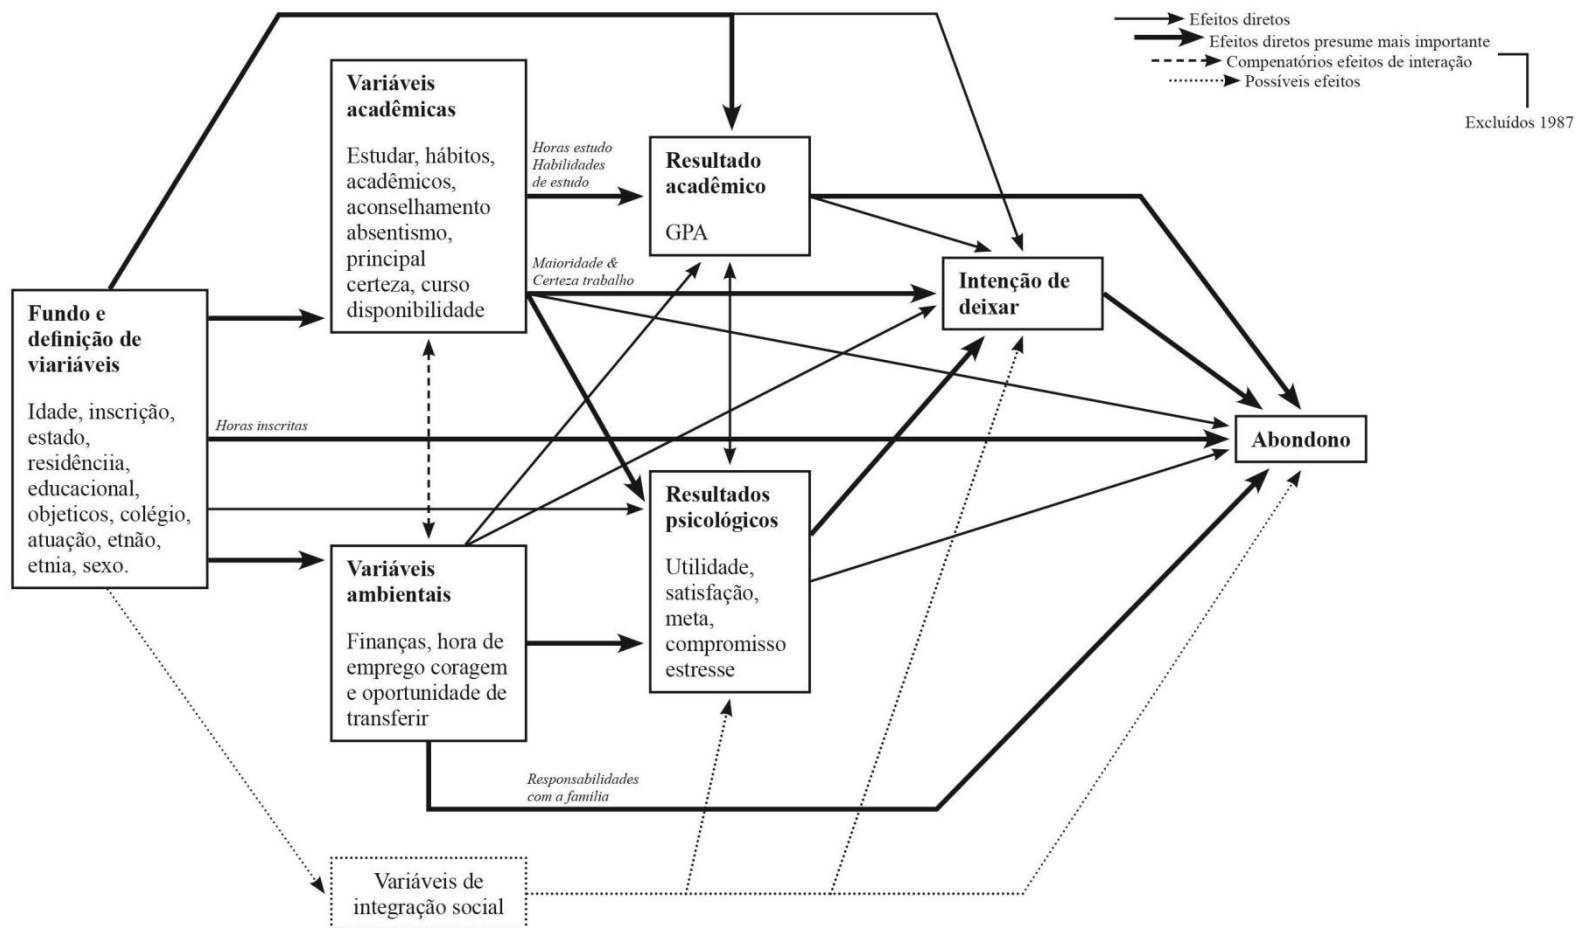 Efeitos diretos
Efeitos diretos presume mais importante
Compenatórios efeitos de interação
Possíveis efeitos
Excluídos 1987
Fundo e
definição de
viariáveis
Idade, inscrição,
estado,
residênciia,
educacional,
objeticos, colégio,
atuação, etnão,
etnia, sexo.
Variáveis
acadêmicas
Estudar, hábitos,
acadêmicos,
aconselhamento
absentismo,
principal
certeza, curso
disponibilidade
Horas estudo
Habilidades
de estudo
Maioridade &
Certeza trabalho
Horas inscritas
Variáveis
ambientais
Finanças, hora de
emprego coragem
e oportunidade de
transferir
Responsabilidades
com a familia
Variáveis de
integração social
Resultado
acadêmico
GPA
Resultados
psicológicos
Utilidade,
satisfação,
meta,
compromisso
estresse
Intenção de
deixar
Abondono